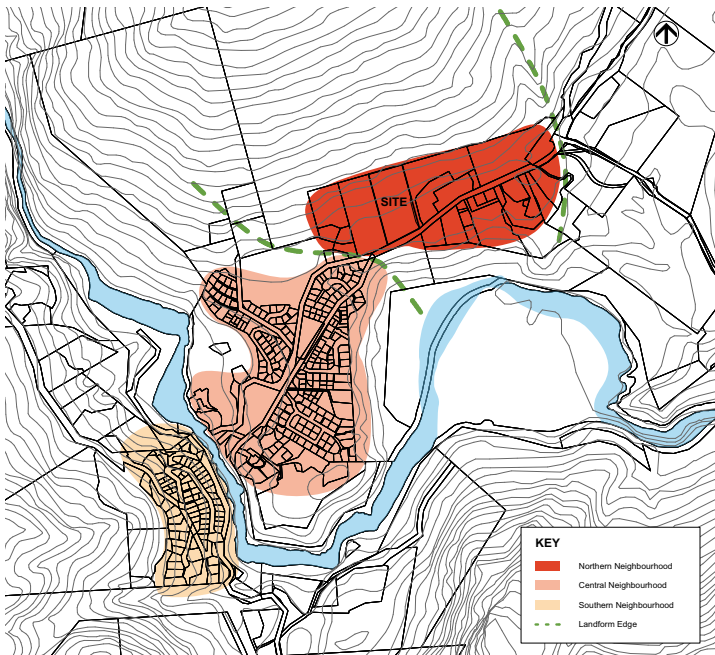 SITE
KEY
Northern Neighbourhood
Central Neighbourhood
Southern Neighbourhood
Landform Edge